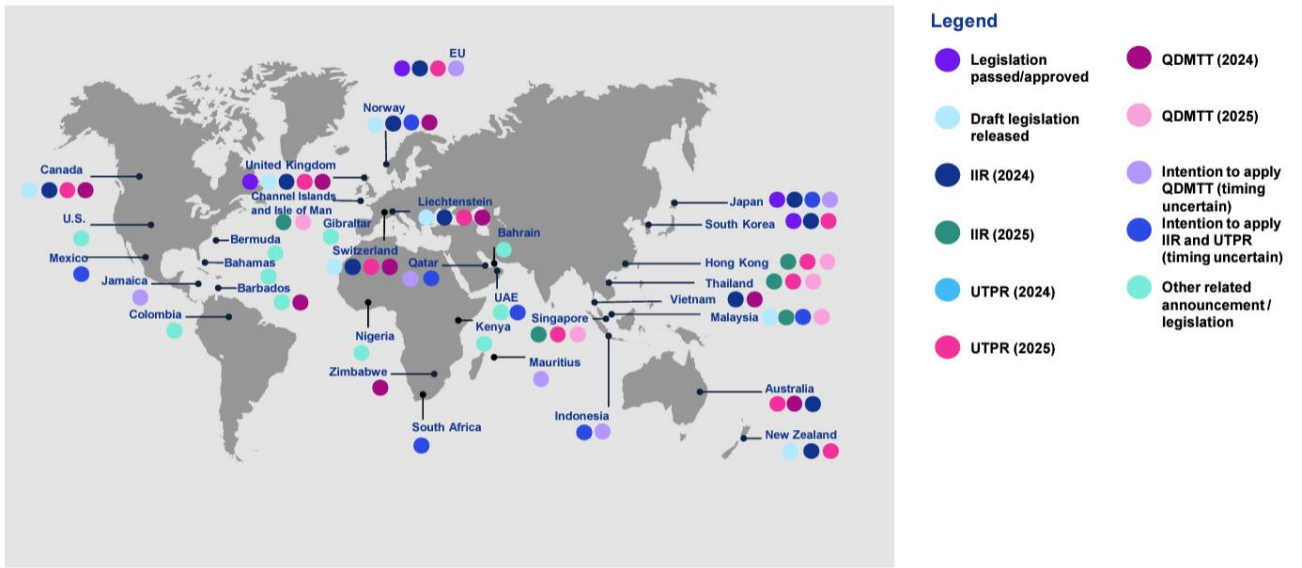 EU
Norway
Canada
United Kingdom
Channel Islands
and Isle of Man
Liechtenstein
Japan
U.S.
Gibraltar
South Korea
Bermuda
Bahrain
Mexico
Switzerland
Bahamas
Qatar
Hong Kong
Jamaica
Barbados
Thailand
UAE
Vietnam
Colombia
Singapore
Malaysia
Kenya
Nigeria
Mauritius
Zimbabwe
Australia
Indonesia
South Africa
New Zealand
Legend
Legislation
passed/approved
Draft legislation
released
IIR (2024)
IIR (2025)
UTPR (2024)
UTPR (2025)
QDMTT (2024)
QDMTT (2025)
Intention to apply
QDMTT (timing
uncertain)
Intention to apply
IIR and UTPR
(timing uncertain)
Other related
announcement /
legislation